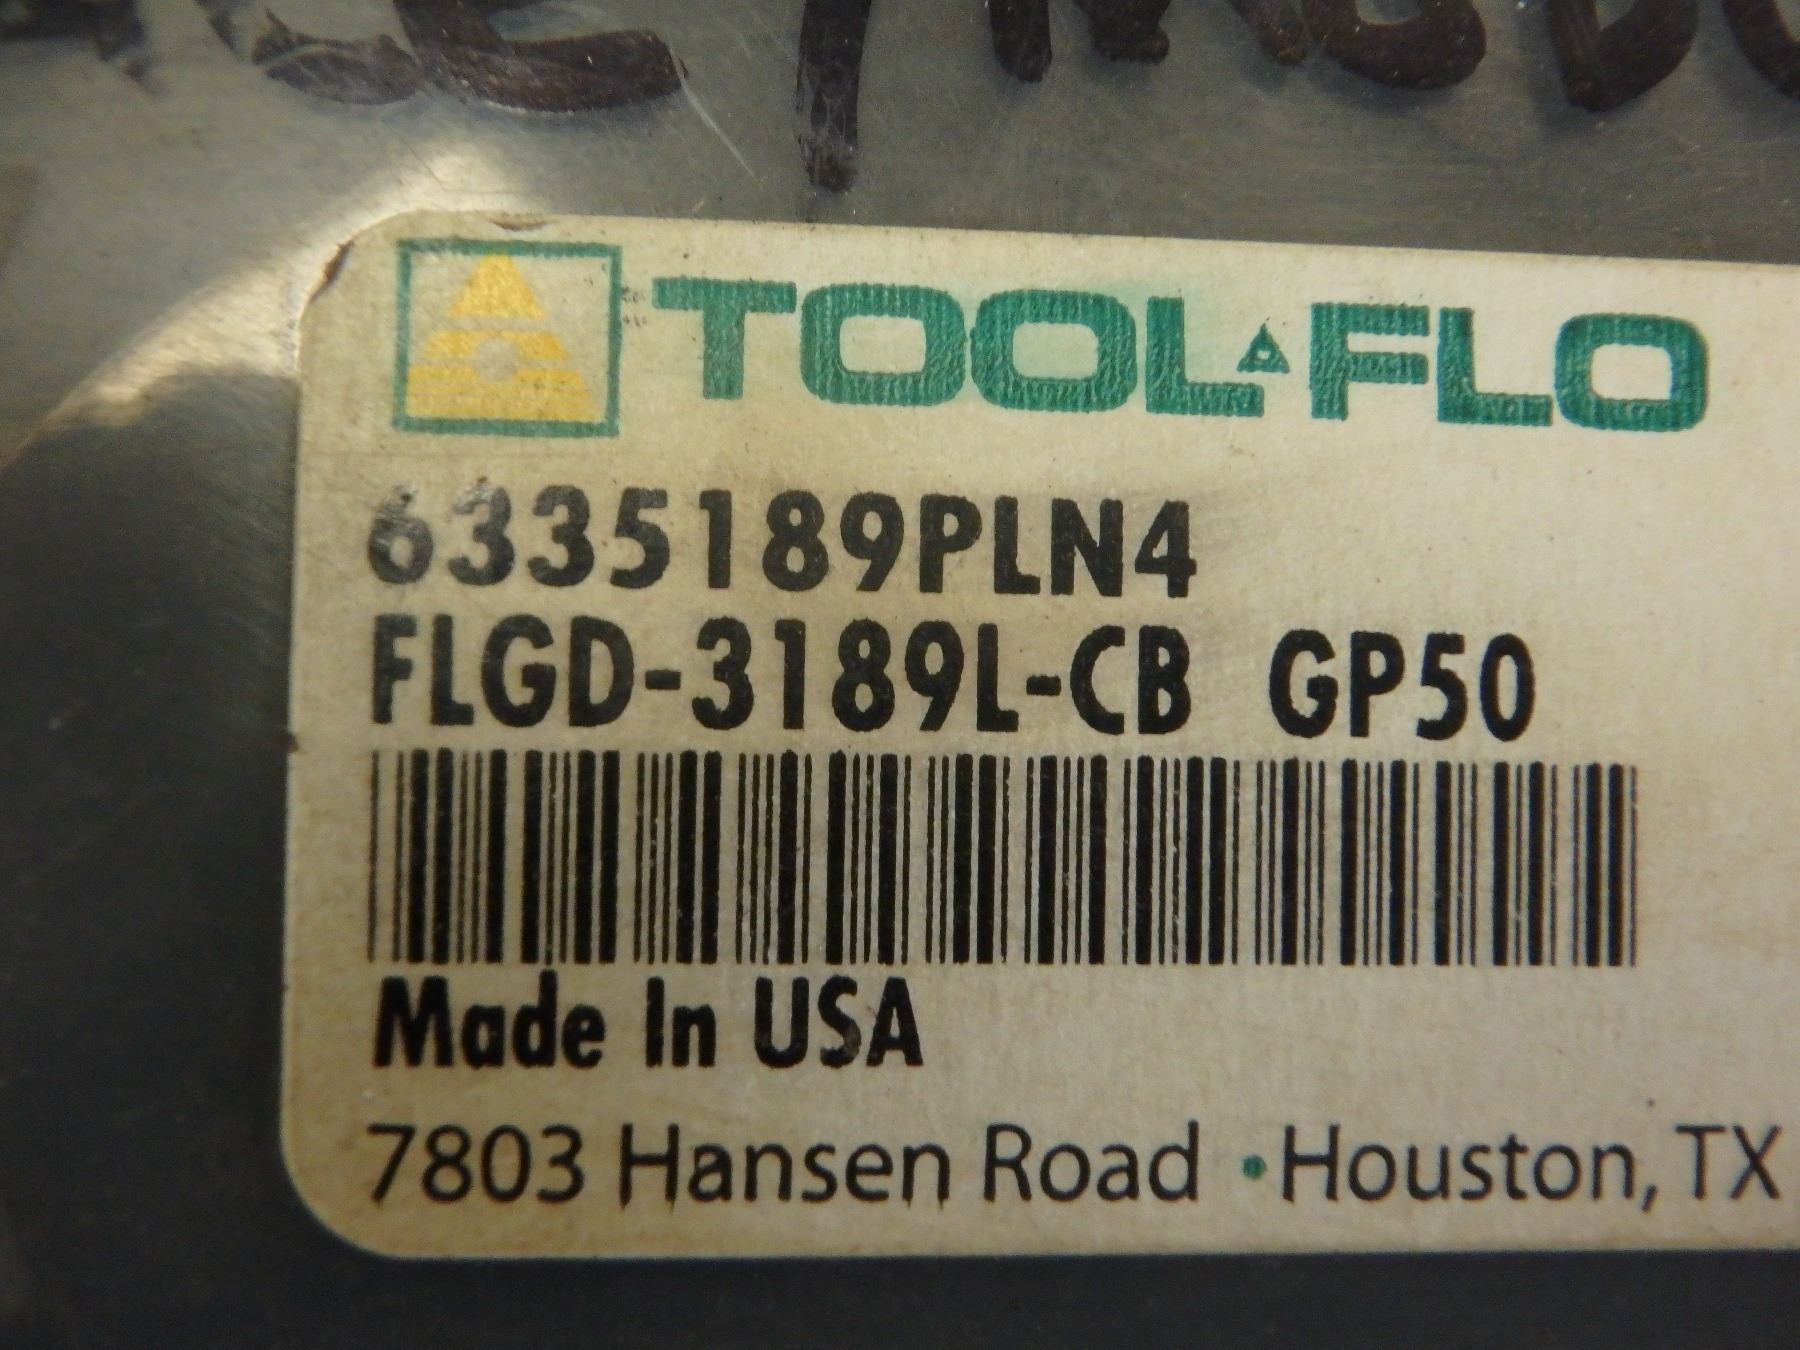 TOOL-FLO
6335189PLN4
FLGD-3189L-CB GP50
Made In USA
7803 Hansen Road • Houston, TX